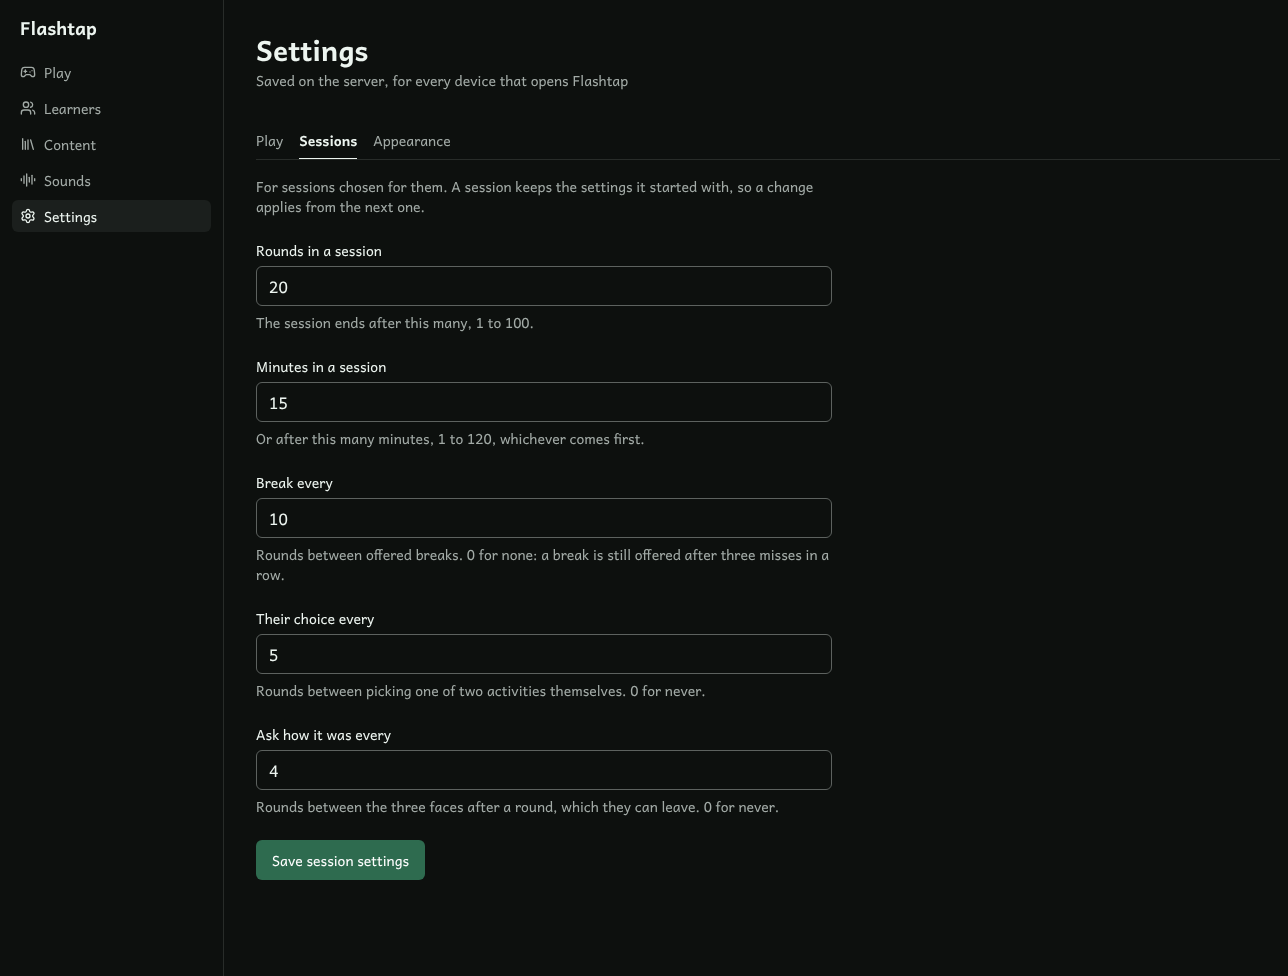 Flashtap
Play
Learners
Content
Sounds
Settings
Settings
Saved on the server, for every device that opens Flashtap
Play Sessions Appearance
For sessions chosen for them. A session keeps the settings it started with, so a change
applies from the next one.
Rounds in a session
20
The session ends after this many, 1 to 100.
Minutes in a session
15
Or after this many minutes, 1 to 120, whichever comes first.
Break every
10
Rounds between offered breaks. 0 for none: a break is still offered after three misses in a
row.
Their choice every
5
Rounds between picking one of two activities themselves. 0 for never.
Ask how it was every
4
Rounds between the three faces after a round, which they can leave. 0 for never.
Save session settings